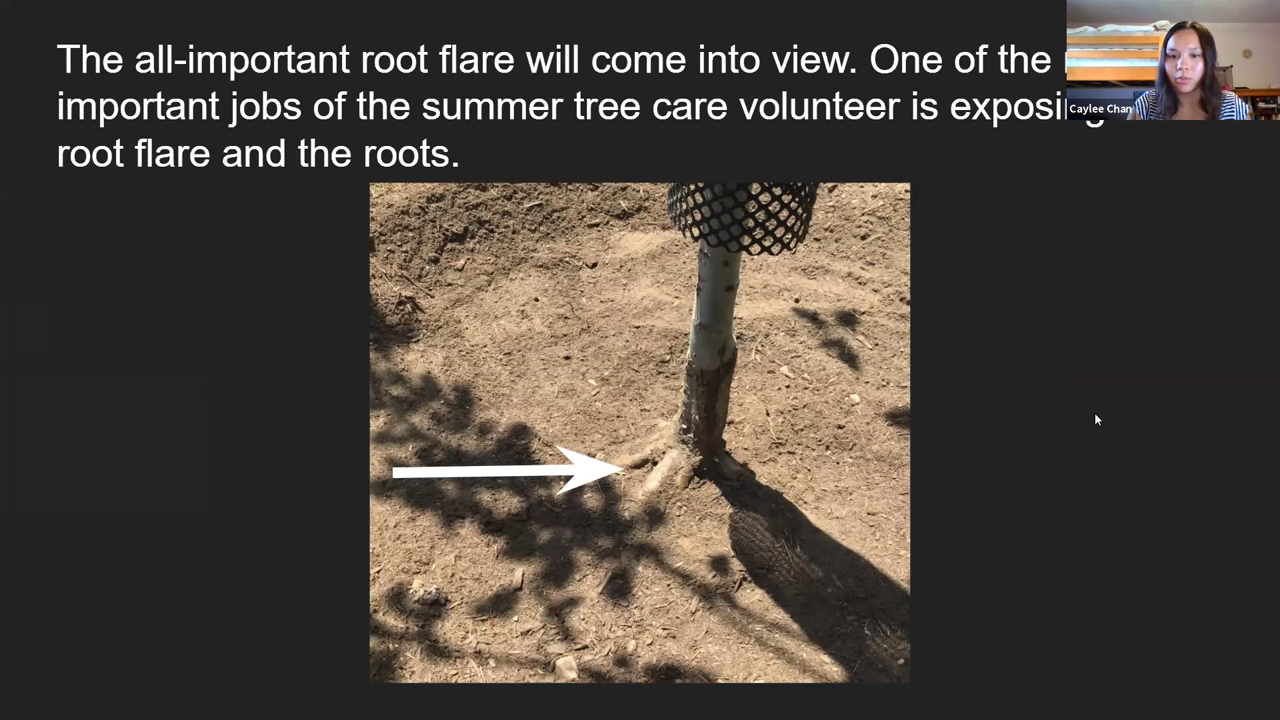 The all-important root flare will come into view. One of the
important jobs of the summer tree care volunteer is exposing
root flare and the roots.
Caylee Chan